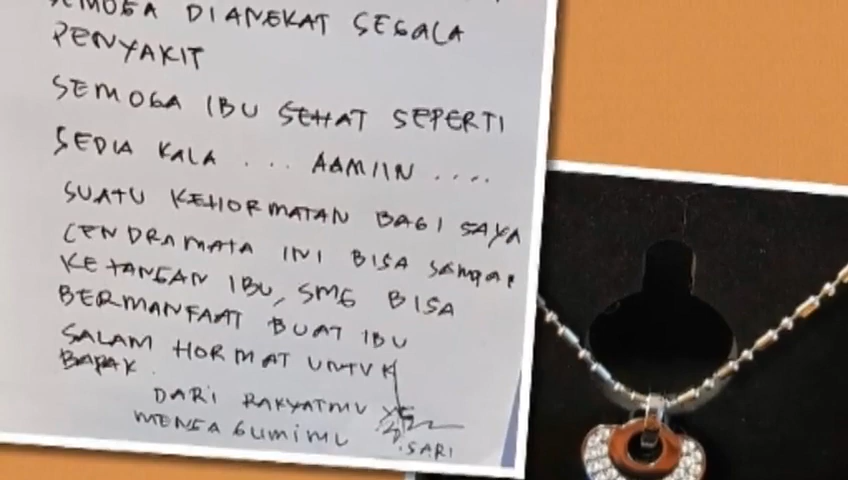 SEMOGA DIANGKAT SEGALA
PENYAKIT
SEMOGA IBU SEHAT SEPERTI
SEDIA KALA ... AAMIIN ....
SUATU KEHORMATAN BAGI SAYA
CENDRAMATA INI BISA SAMPAI
KETANGAN IBU, SMG BISA
BERMANFAAT BUAT IBU
SALAM HORMAT UNTUK
BAPAK
DARI RAKYATMU
MENGAGUMIMU
SARI